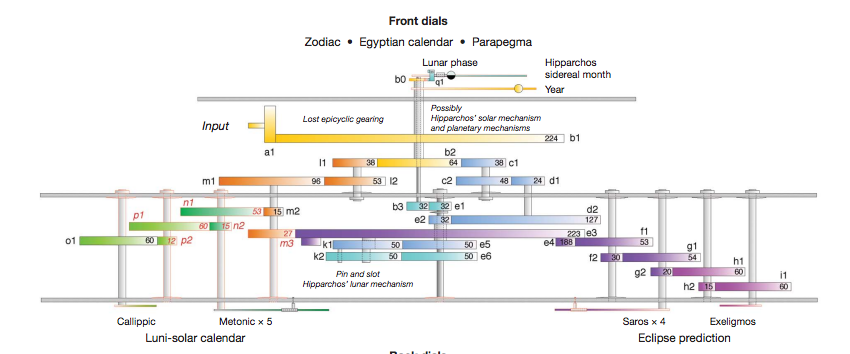 Front dials
Zodiac • Egyptian calendar • Parapegma
Lunar phase
Hipparchos
sidereal month
b0
q1
Year
Input
Lost epicyclic gearing
Possibly
Hipparchos' solar mechanism
and planetary mechanisms
224 b1
a1
b2
l1 38 64 38 c1
m1 96 53 l2 c2 48 24 d1
n1 53 15 m2 b3 32 32 e1 d2
p1 60 15 n2 e2 32 127
o1 60 12 p2 27 m3 223 e3 e4 188 53 f1
k1 50 50 e5 g1
k2 50 50 e6 f2 30 54
h1
g2 20 60
Pin and slot
Hipparchos' lunar mechanism
i1
h2 15 60
Callippic Metonic × 5 Saros × 4 Exeligmos
Luni-solar calendar Eclipse prediction